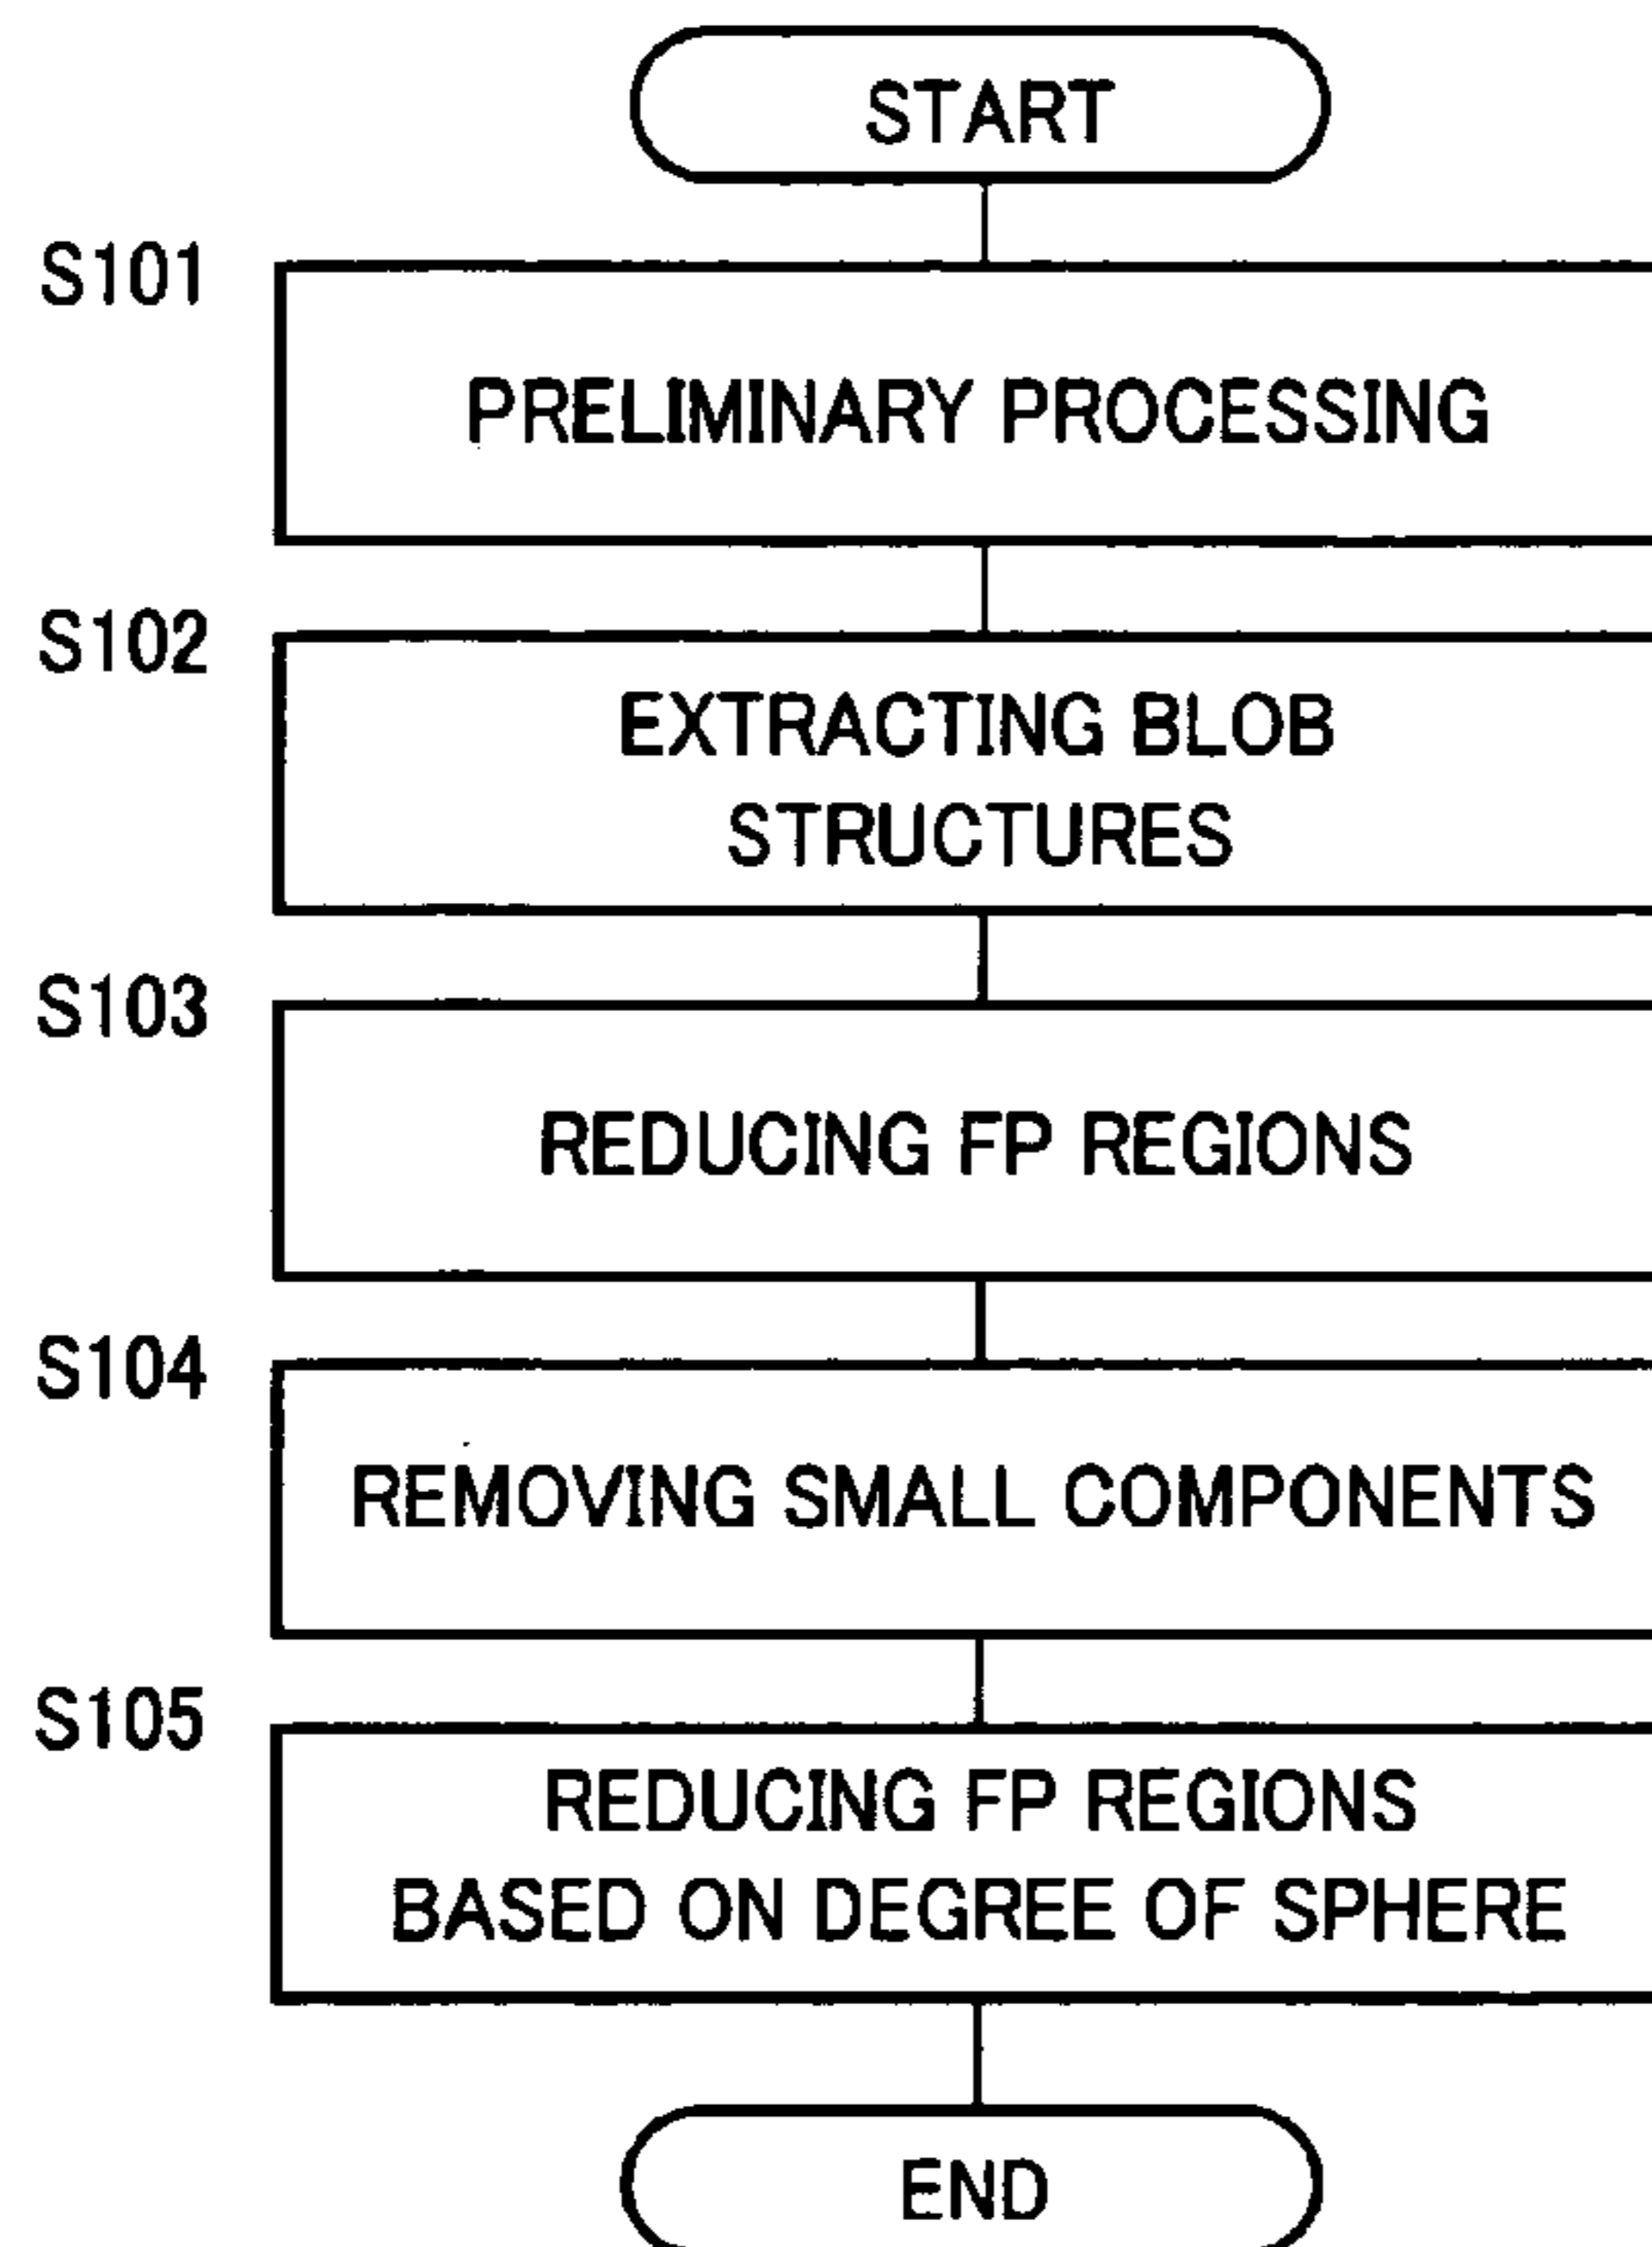 START
S101
PRELIMINARY PROCESSING
S102
EXTRACTING BLOB
STRUCTURES
S103
REDUCING FP REGIONS
S104
REMOVING SMALL COMPONENTS
S105
REDUCING FP REGIONS
BASED ON DEGREE OF SPHERE
END